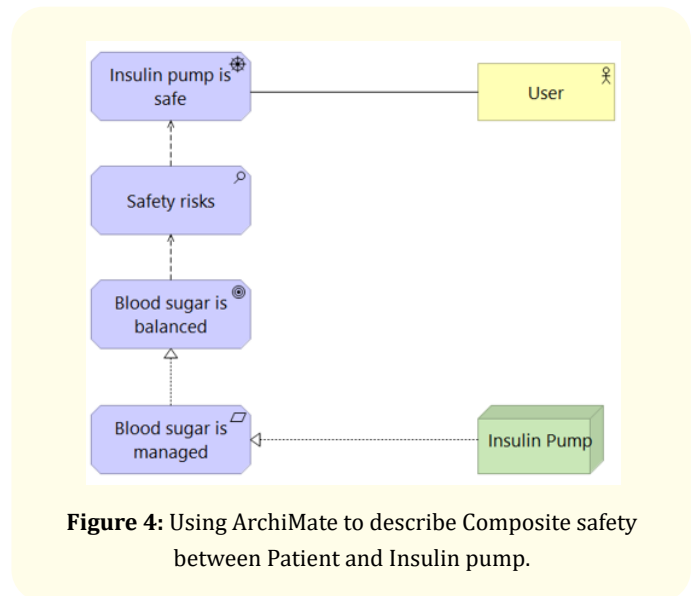 Insulin pump is
safe
User
Safety risks
Blood sugar is
balanced
Blood sugar is
managed
Insulin Pump
Figure 4: Using ArchiMate to describe Composite safety
between Patient and Insulin pump.